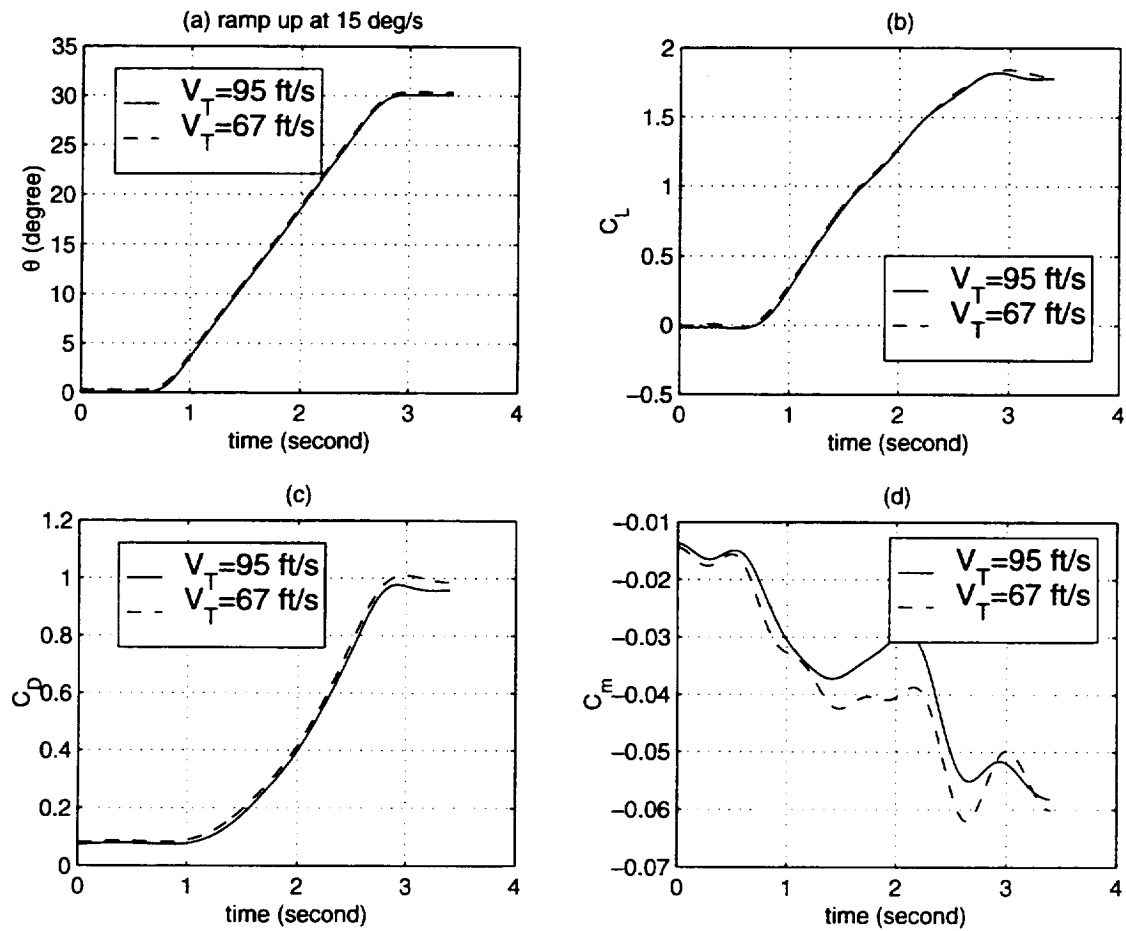 (a) ramp up at 15 deg/s
35
30
25
20
15
10
5
0
θ (degree)
V_T=95 ft/s
V_T=67 ft/s
0 1 2 3 4
time (second)
(b)
2
1.5
1
0.5
0
−0.5
C_L
V_T=95 ft/s
V_T=67 ft/s
0 1 2 3 4
time (second)
(c)
1.2
1
0.8
0.6
0.4
0.2
0
C_D
V_T=95 ft/s
V_T=67 ft/s
0 1 2 3 4
time (second)
(d)
−0.01
−0.02
−0.03
−0.04
−0.05
−0.06
−0.07
C_m
V_T=95 ft/s
V_T=67 ft/s
0 1 2 3 4
time (second)